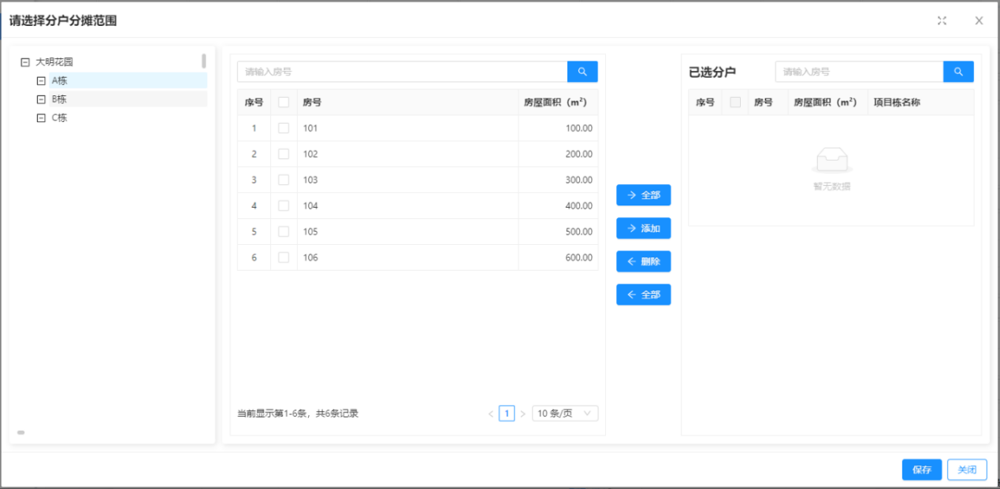 请选择分户分摊范围
大明花园
A栋
B栋
C栋
请输入房号
序号 房号 房屋面积（m²）
1 101 100.00
2 102 200.00
3 103 300.00
4 104 400.00
5 105 500.00
6 106 600.00
当前显示第1-6条，共6条记录
1
10 条/页
全部
添加
删除
全部
已选分户
请输入房号
序号 房号 房屋面积（m²） 项目栋名称
暂无数据
保存
关闭